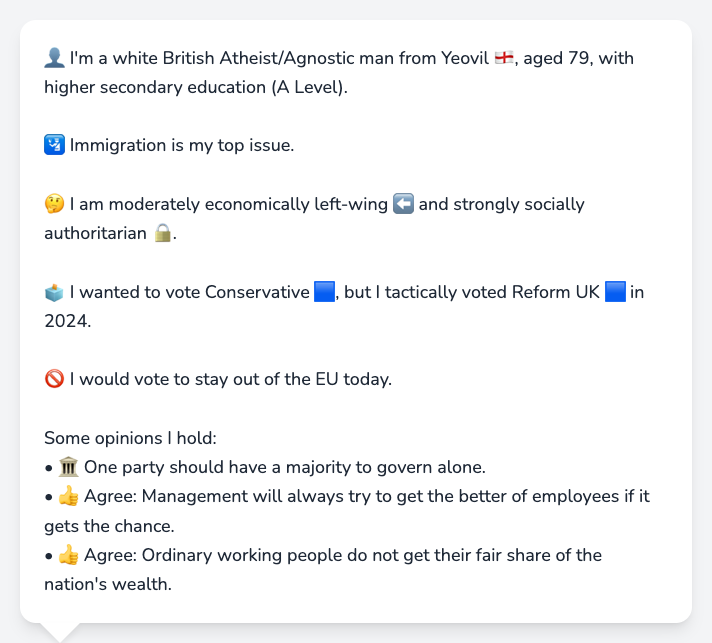 👤 I'm a white British Atheist/Agnostic man from Yeovil 🏴󠁧󠁢󠁥󠁮󠁧󠁿, aged 79, with
higher secondary education (A Level).
🛂 Immigration is my top issue.
🤔 I am moderately economically left-wing ⬅️ and strongly socially
authoritarian 🔒.
🗳️ I wanted to vote Conservative 🟦, but I tactically voted Reform UK 🟦 in
2024.
🚫 I would vote to stay out of the EU today.
Some opinions I hold:
• 🏛️ One party should have a majority to govern alone.
• 👍 Agree: Management will always try to get the better of employees if it
gets the chance.
• 👍 Agree: Ordinary working people do not get their fair share of the
nation's wealth.